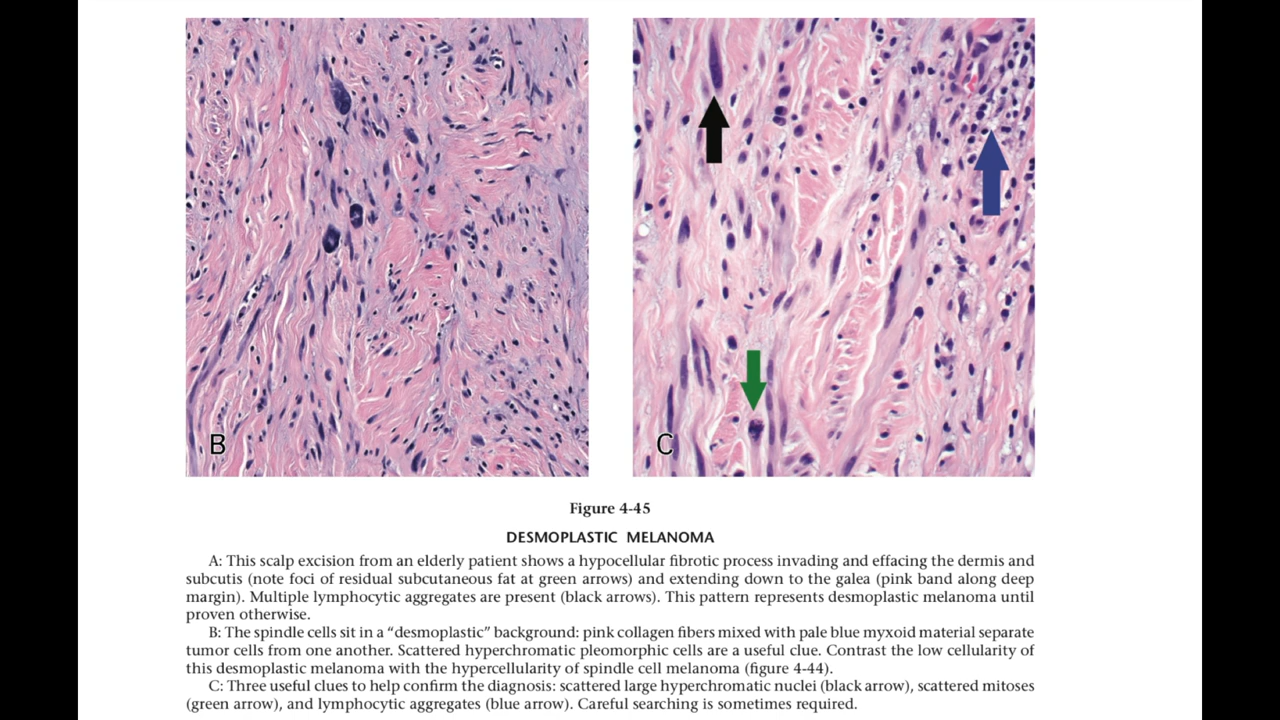 B
C
Figure 4-45
DESMOPLASTIC MELANOMA
A: This scalp excision from an elderly patient shows a hypocellular fibrotic process invading and effacing the dermis and
subcutis (note foci of residual subcutaneous fat at green arrows) and extending down to the galea (pink band along deep
margin). Multiple lymphocytic aggregates are present (black arrows). This pattern represents desmoplastic melanoma until
proven otherwise.
B: The spindle cells sit in a “desmoplastic” background: pink collagen fibers mixed with pale blue myxoid material separate
tumor cells from one another. Scattered hyperchromatic pleomorphic cells are a useful clue. Contrast the low cellularity of
this desmoplastic melanoma with the hypercellularity of spindle cell melanoma (figure 4-44).
C: Three useful clues to help confirm the diagnosis: scattered large hyperchromatic nuclei (black arrow), scattered mitoses
(green arrow), and lymphocytic aggregates (blue arrow). Careful searching is sometimes required.